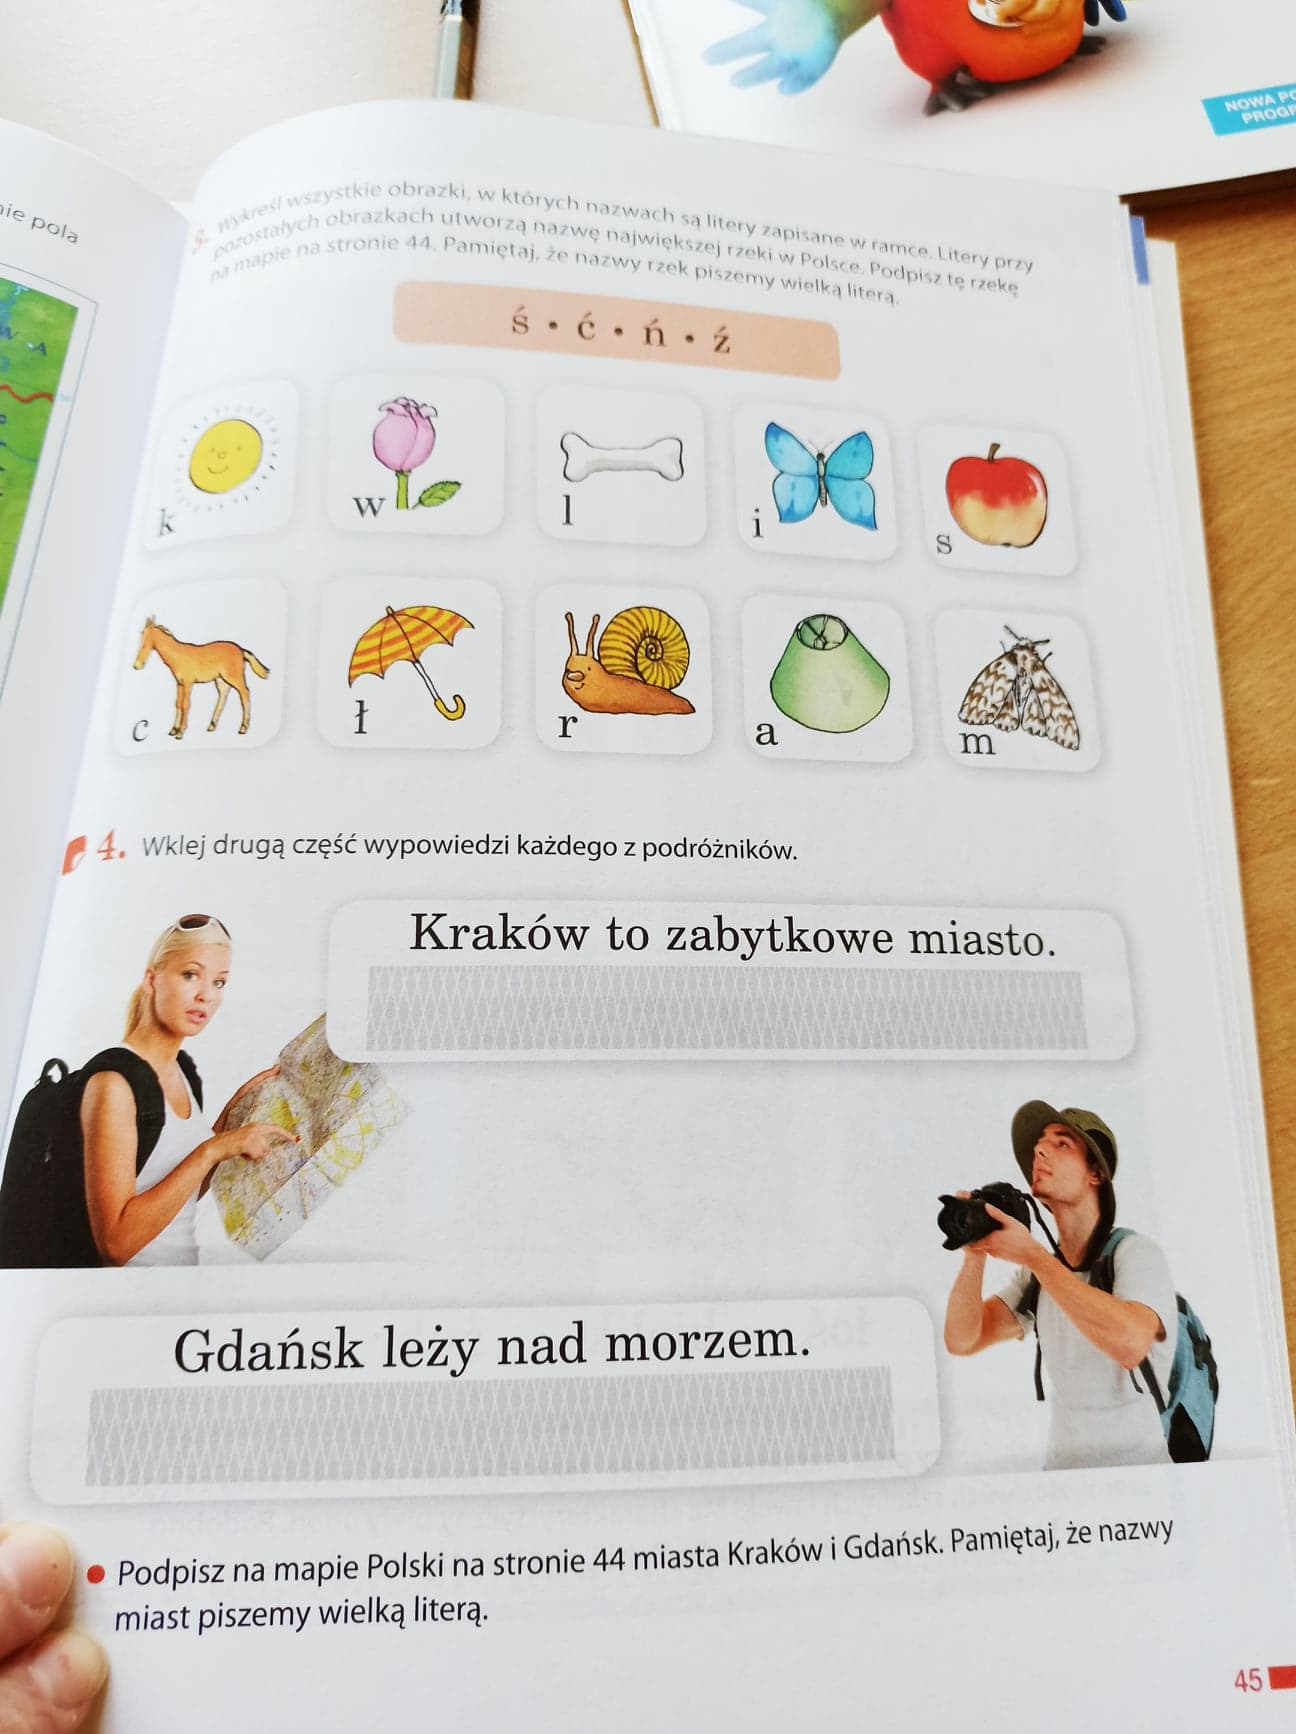 NOWA
nie pola
3. Wykreśl wszystkie obrazki, w których nazwach są litery zapisane w ramce. Litery przy
pozostałych obrazkach utworzą nazwę największej rzeki w Polsce. Podpisz tę rzekę
na mapie na stronie 44. Pamiętaj, że nazwy rzek piszemy wielką literą.
ś • ć • ń • ź
k w l i s
c ł r a m
4. Wklej drugą część wypowiedzi każdego z podróżników.
Kraków to zabytkowe miasto.
Gdańsk leży nad morzem.
• Podpisz na mapie Polski na stronie 44 miasta Kraków i Gdańsk. Pamiętaj, że nazwy
miast piszemy wielką literą.
45